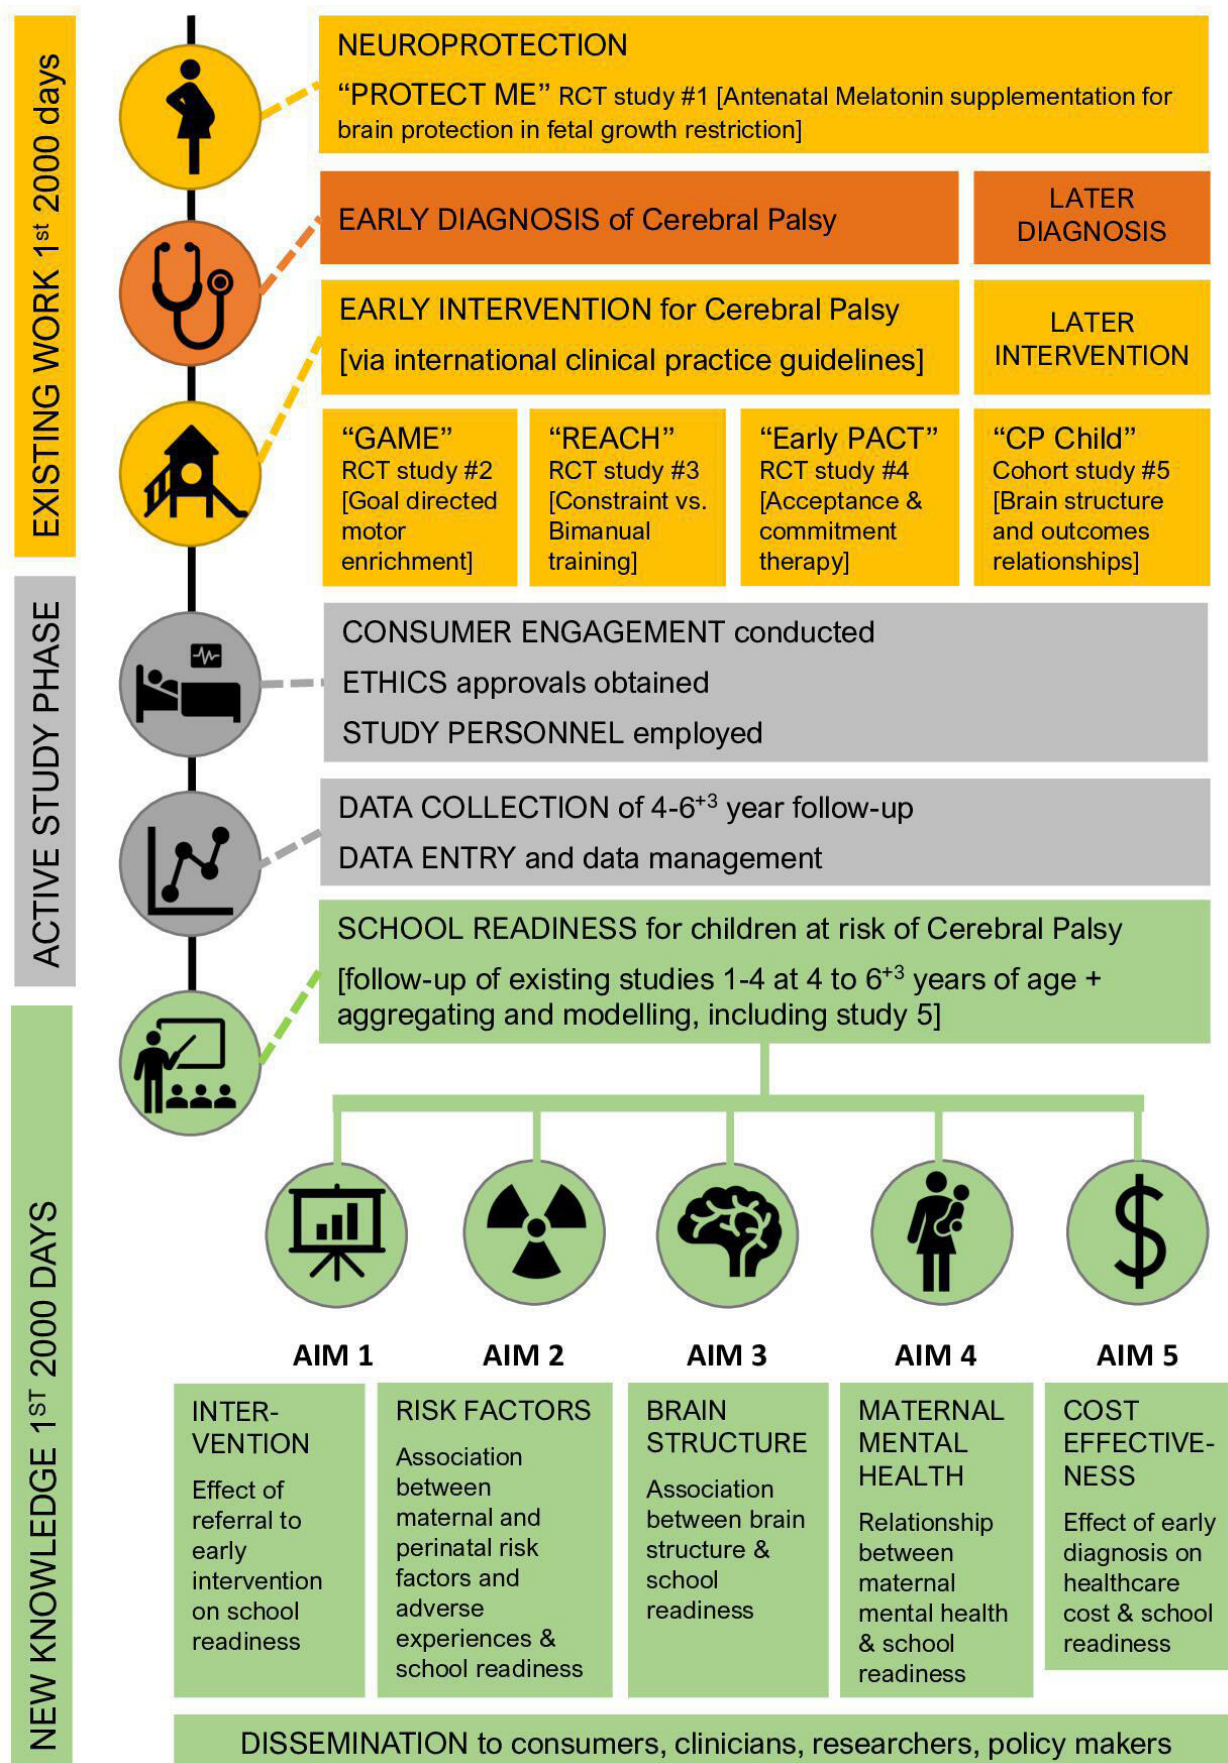 EXISTING WORK 1st 2000 days
NEUROPROTECTION
“PROTECT ME” RCT study #1 [Antenatal Melatonin supplementation for
brain protection in fetal growth restriction]
EARLY DIAGNOSIS of Cerebral Palsy
LATER
DIAGNOSIS
EARLY INTERVENTION for Cerebral Palsy
[via international clinical practice guidelines]
LATER
INTERVENTION
“GAME”
RCT study #2
[Goal directed
motor
enrichment]
“REACH”
RCT study #3
[Constraint vs.
Bimanual
training]
“Early PACT”
RCT study #4
[Acceptance &
commitment
therapy]
“CP Child”
Cohort study #5
[Brain structure
and outcomes
relationships]
ACTIVE STUDY PHASE
CONSUMER ENGAGEMENT conducted
ETHICS approvals obtained
STUDY PERSONNEL employed
DATA COLLECTION of 4-6+3 year follow-up
DATA ENTRY and data management
NEW KNOWLEDGE 1ST 2000 DAYS
SCHOOL READINESS for children at risk of Cerebral Palsy
[follow-up of existing studies 1-4 at 4 to 6+3 years of age +
aggregating and modelling, including study 5]
$
AIM 1
INTER-
VENTION
Effect of
referral to
early
intervention
on school
readiness
AIM 2
RISK FACTORS
Association
between
maternal and
perinatal risk
factors and
adverse
experiences &
school readiness
AIM 3
BRAIN
STRUCTURE
Association
between brain
structure &
school
readiness
AIM 4
MATERNAL
MENTAL
HEALTH
Relationship
between
maternal
mental health
& school
readiness
AIM 5
COST
EFFECTIVE-
NESS
Effect of early
diagnosis on
healthcare
cost & school
readiness
DISSEMINATION to consumers, clinicians, researchers, policy makers